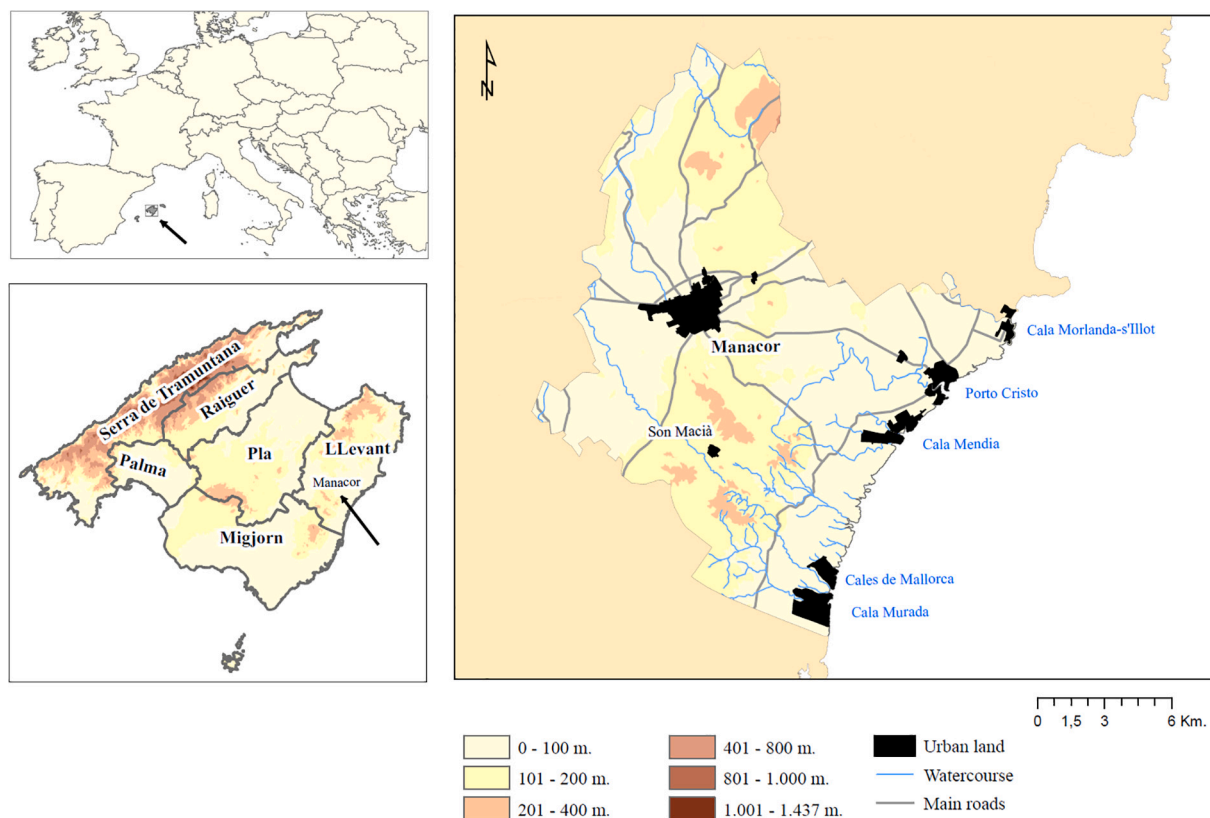 N
Manacor
Cala Morlanda-s'Illot
Porto Cristo
Cala Mendia
Son Macià
Cales de Mallorca
Cala Murada
Serra de Tramuntana
Raiguer
Palma
Pla
LLevant
Manacor
Migjorn
0 1,5 3 6 Km.
0 - 100 m.
101 - 200 m.
201 - 400 m.
401 - 800 m.
801 - 1.000 m.
1.001 - 1.437 m.
Urban land
Watercourse
Main roads